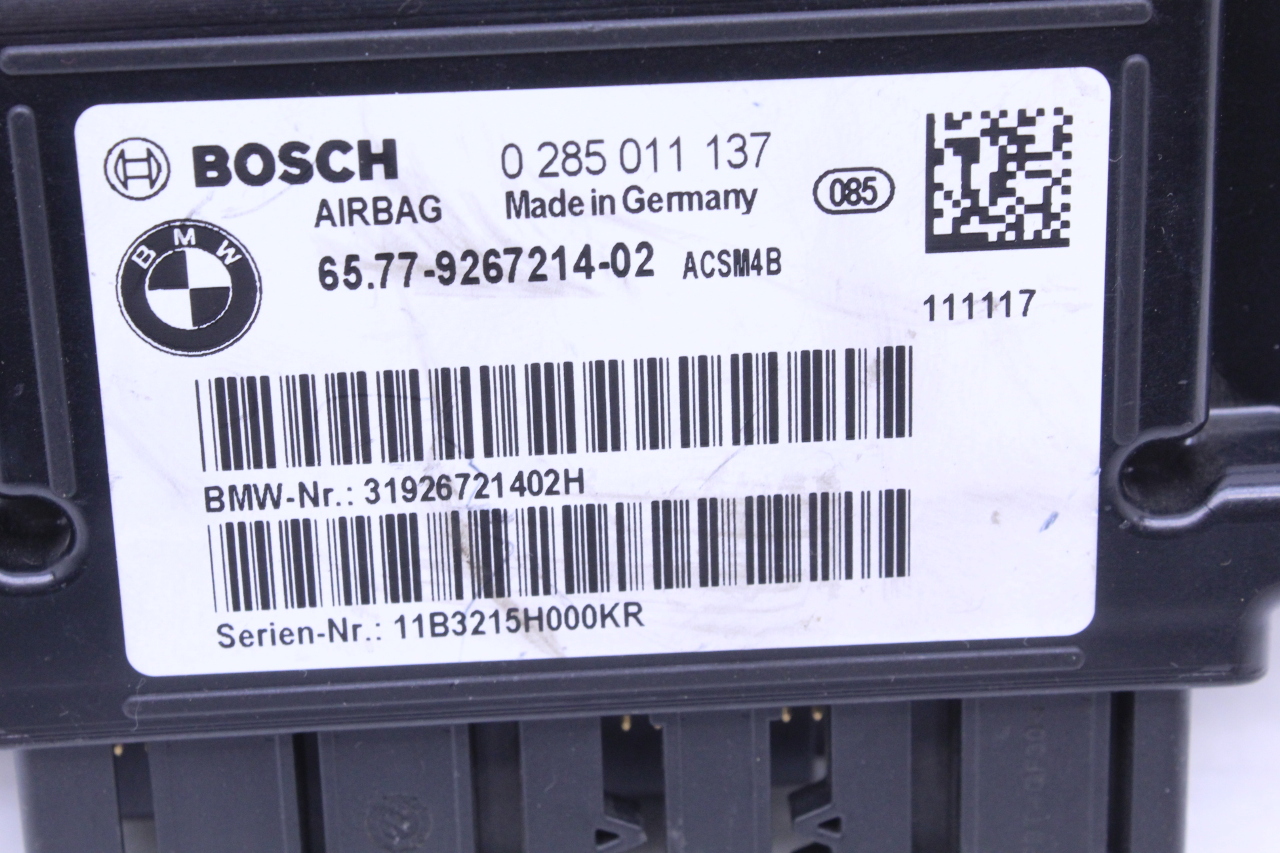 BOSCH 0 285 011 137
AIRBAG Made in Germany 085
BMW
65.77-9267214-02 ACSM4B
111117
BMW-Nr.: 31926721402H
Serien-Nr.: 11B3215H000KR